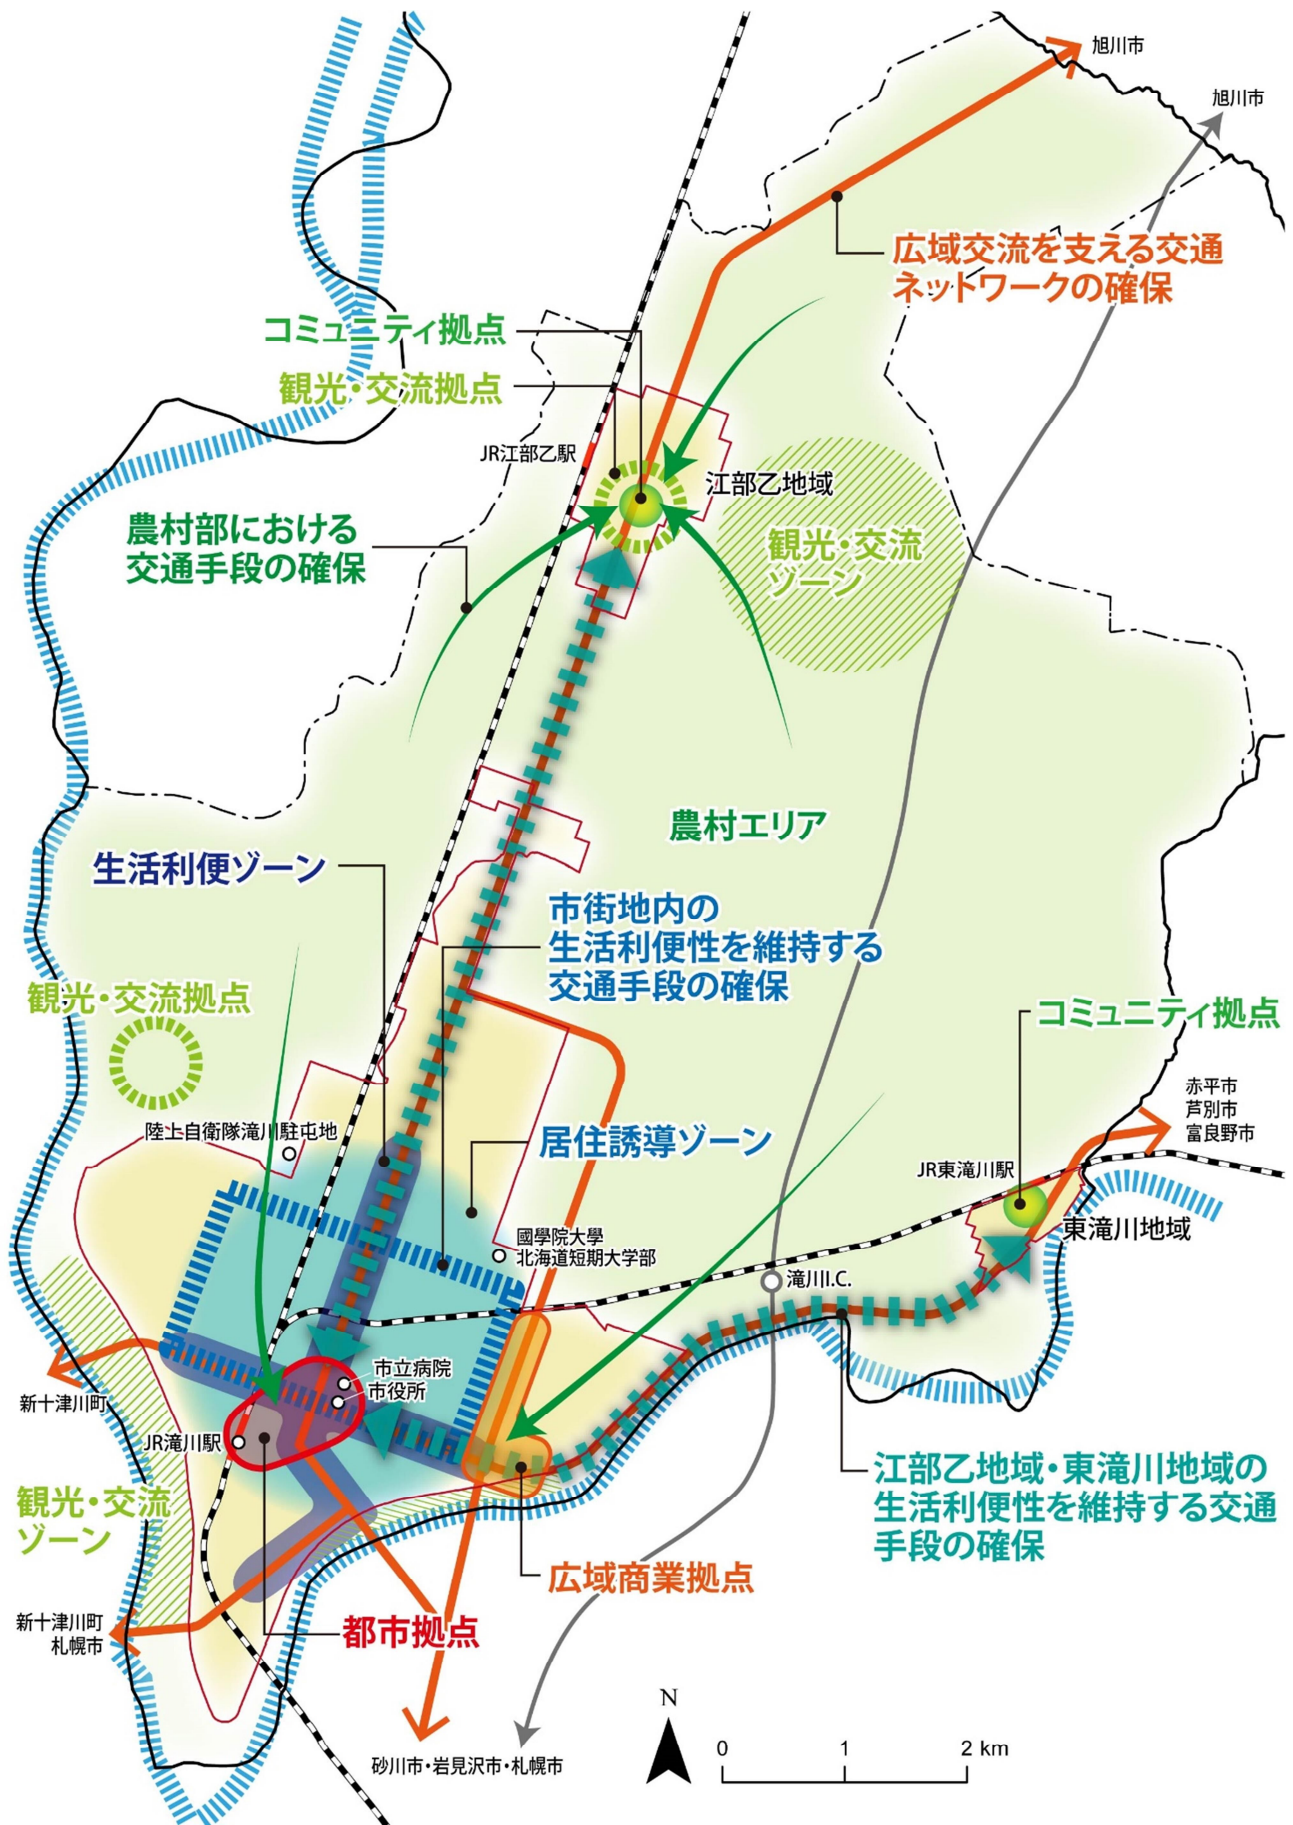 旭川市
旭川市
広域交流を支える交通
ネットワークの確保
コミュニティ拠点
観光・交流拠点
JR江部乙駅
江部乙地域
農村部における
交通手段の確保
観光・交流
ゾーン
農村エリア
生活利便ゾーン
市街地内の
生活利便性を維持する
交通手段の確保
観光・交流拠点
コミュニティ拠点
赤平市
芦別市
富良野市
陸上自衛隊滝川駐屯地
居住誘導ゾーン
JR東滝川駅
國學院大學
北海道短期大学部
東滝川地域
滝川I.C.
市立病院
市役所
新十津川町
JR滝川駅
江部乙地域・東滝川地域の
生活利便性を維持する交通
手段の確保
観光・交流
ゾーン
広域商業拠点
新十津川町
札幌市
都市拠点
砂川市・岩見沢市・札幌市
N
0 1 2 km